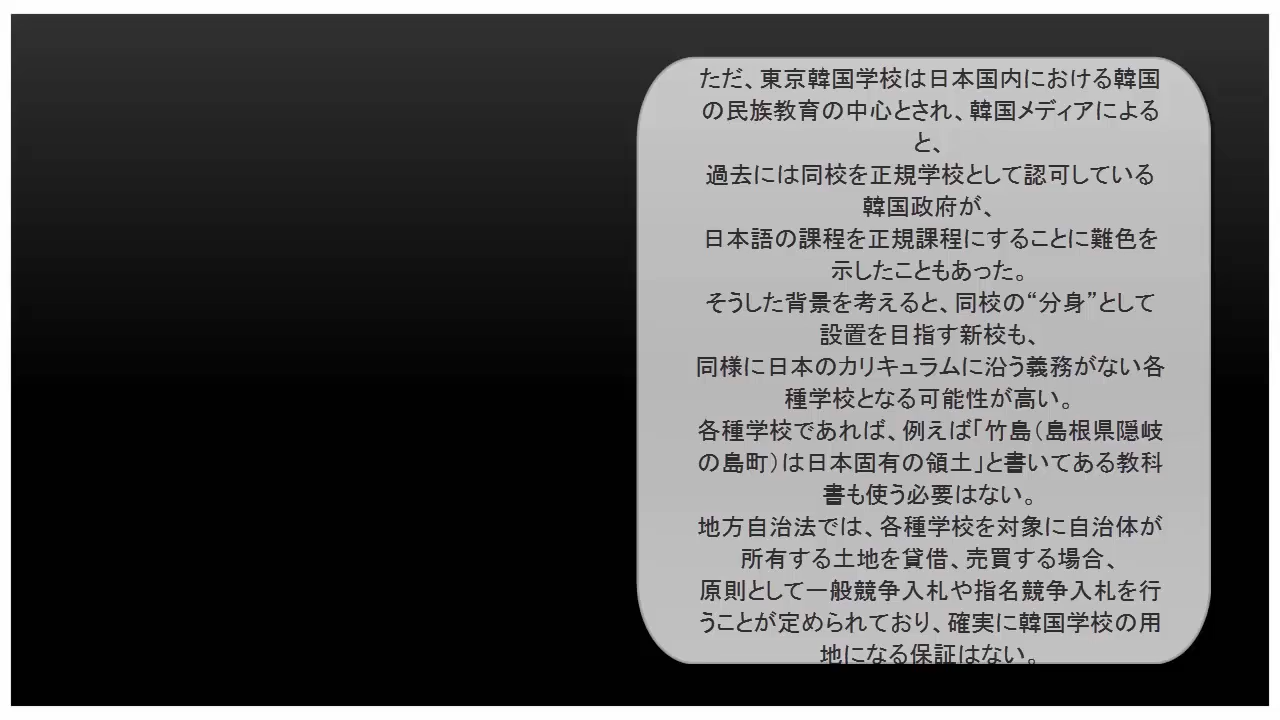 ただ、東京韓国学校は日本国内における韓国
の民族教育の中心とされ、韓国メディアによる
と、
過去には同校を正規学校として認可している
韓国政府が、
日本語の課程を正規課程にすることに難色を
示したこともあった。
そうした背景を考えると、同校の“分身”として
設置を目指す新校も、
同様に日本のカリキュラムに沿う義務がない各
種学校となる可能性が高い。
各種学校であれば、例えば「竹島（島根県隠岐
の島町）は日本固有の領土」と書いてある教科
書も使う必要はない。
地方自治法では、各種学校を対象に自治体が
所有する土地を貸借、売買する場合、
原則として一般競争入札や指名競争入札を行
うことが定められており、確実に韓国学校の用
地になる保証はない。